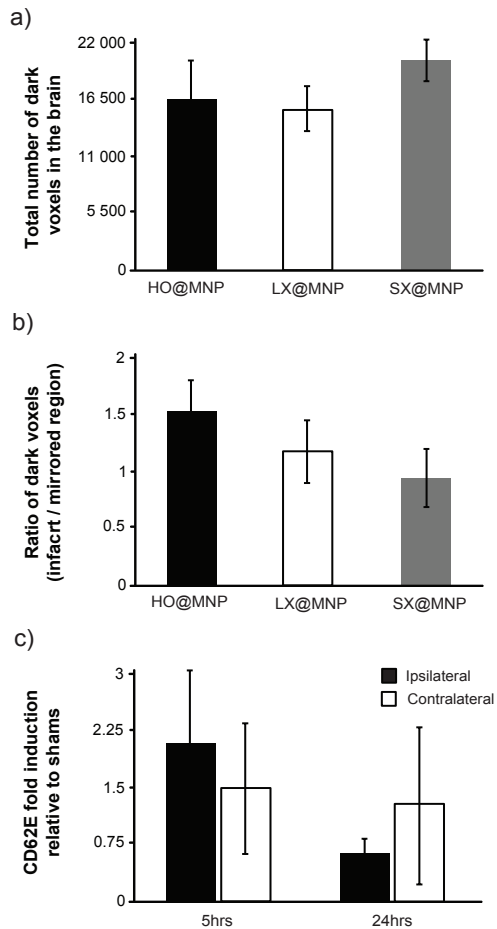 a)
Total number of dark
voxels in the brain
22 000
16 500
11 000
5 500
0
HO@MNP LX@MNP SX@MNP
b)
Ratio of dark voxels
(infacrt / mirrored region)
2
1.5
1
0.5
0
HO@MNP LX@MNP SX@MNP
c)
CD62E fold induction
relative to shams
3
2.25
1.5
0.75
0
Ipsilateral
Contralateral
5hrs 24hrs